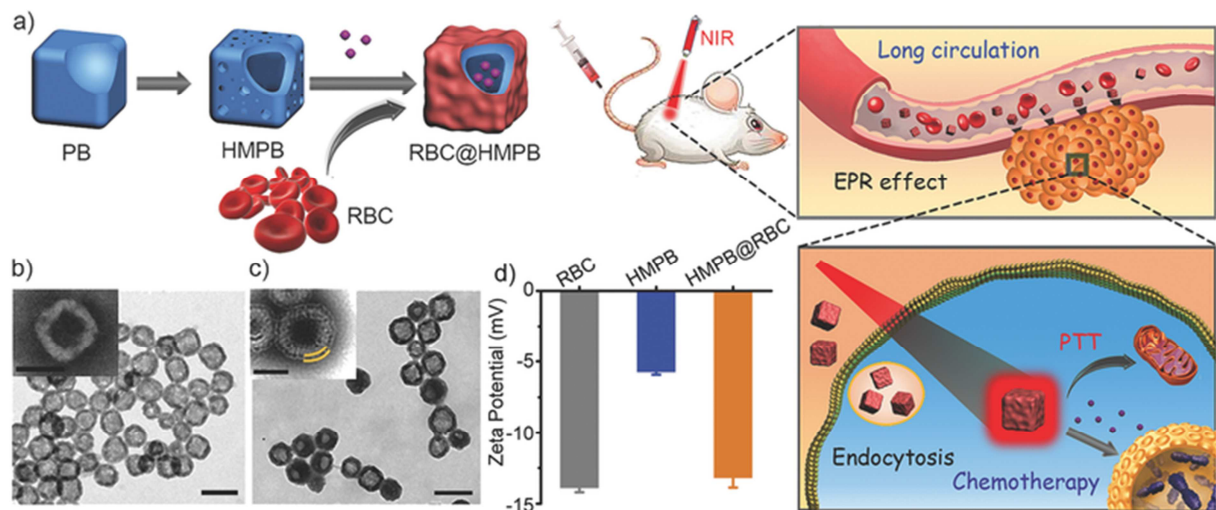 a)
PB
HMPB
RBC@HMPB
RBC
NIR
Long circulation
EPR effect
b)
c)
d)
RBC
HMPB
HMPB@RBC
Zeta Potential (mV)
0
-5
-10
-15
PTT
Endocytosis
Chemotherapy